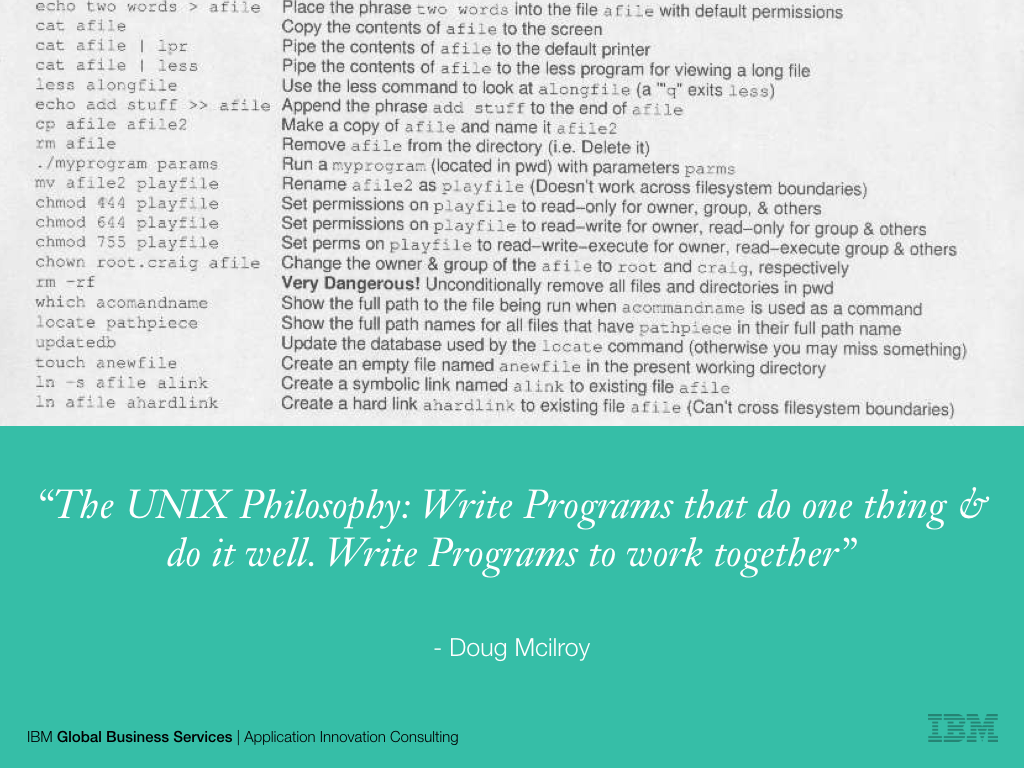 echo two words > afile Place the phrase two words into the file afile with default permissions
cat afile Copy the contents of afile to the screen
cat afile | lpr Pipe the contents of afile to the default printer
cat afile | less Pipe the contents of afile to the less program for viewing a long file
less alongfile Use the less command to look at alongfile (a ""q" exits less)
echo add stuff >> afile Append the phrase add stuff to the end of afile
cp afile afile2 Make a copy of afile and name it afile2
rm afile Remove afile from the directory (i.e. Delete it)
./myprogram params Run a myprogram (located in pwd) with parameters parms
mv afile2 playfile Rename afile2 as playfile (Doesn't work across filesystem boundaries)
chmod 444 playfile Set permissions on playfile to read–only for owner, group, & others
chmod 644 playfile Set permissions on playfile to read–write for owner, read–only for group & others
chmod 755 playfile Set perms on playfile to read–write–execute for owner, read–execute group & others
chown root.craig afile Change the owner & group of the afile to root and craig, respectively
rm -rf Very Dangerous! Unconditionally remove all files and directories in pwd
which acomandname Show the full path to the file being run when acommandname is used as a command
locate pathpiece Show the full path names for all files that have pathpiece in their full path name
updatedb Update the database used by the locate command (otherwise you may miss something)
touch anewfile Create an empty file named anewfile in the present working directory
ln -s afile alink Create a symbolic link named alink to existing file afile
ln afile ahardlink Create a hard link ahardlink to existing file afile (Can't cross filesystem boundaries)
“The UNIX Philosophy: Write Programs that do one thing &
do it well. Write Programs to work together”
- Doug Mcilroy
IBM Global Business Services | Application Innovation Consulting
IBM